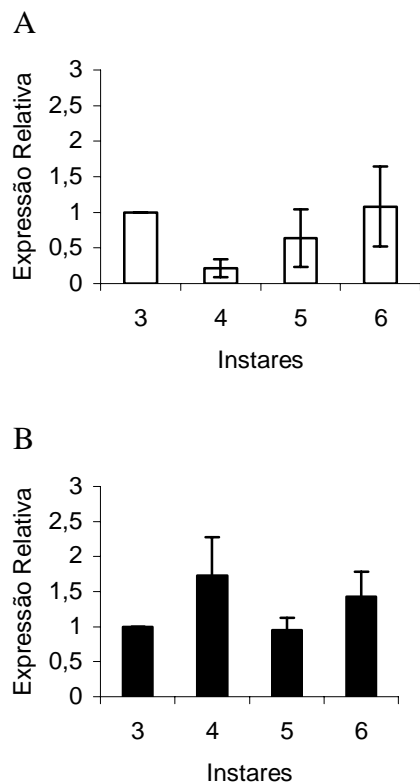 A
Expressão Relativa
3
2,5
2
1,5
1
0,5
0
3 4 5 6
Instares
B
Expressão Relativa
3
2,5
2
1,5
1
0,5
0
3 4 5 6
Instares